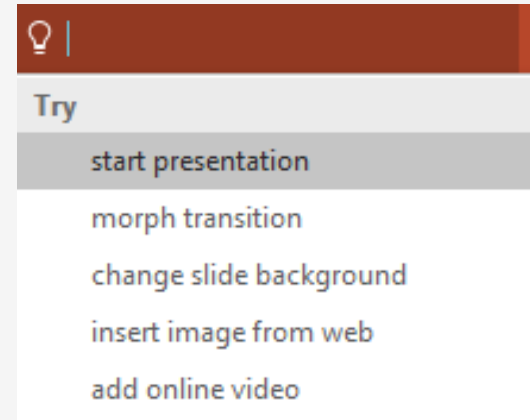 Try
start presentation
morph transition
change slide background
insert image from web
add online video